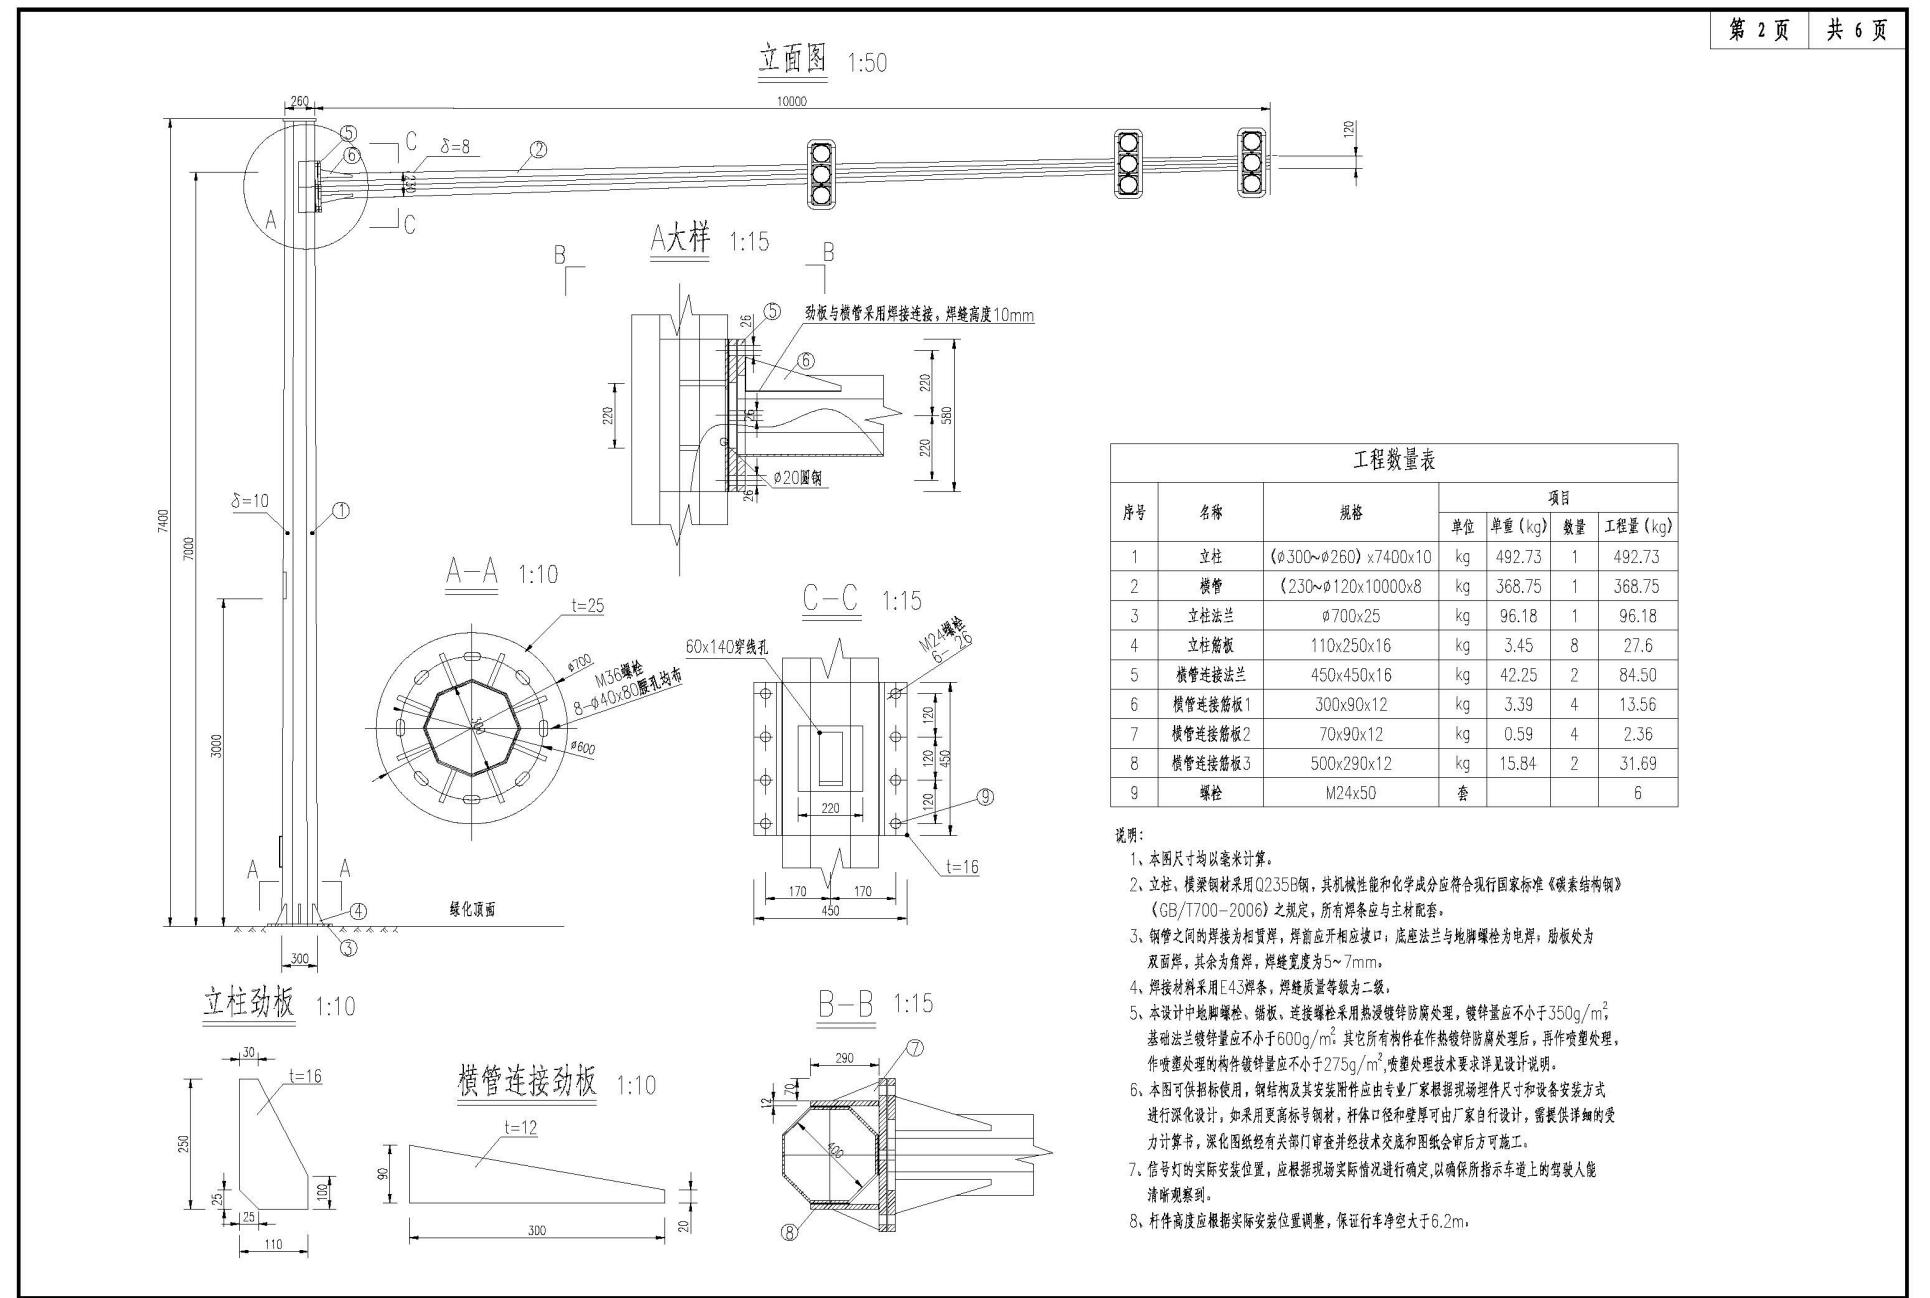 第 2 页 共 6 页
立面图 1:50
260
10000
120
C
δ=8
②
⑤
⑥
230
A
C
7400
7000
3000
δ=10
①
A
A
绿化顶面
④
③
300
A大样 1:15
B
B
劲板与横管采用焊接连接，焊缝高度10mm
26
⑤
⑥
220
26
220
580
220
ø20圆钢
26
A-A 1:10
t=25
ø700
M36螺栓
8-ø40x80腰孔均布
ø600
C-C 1:15
60x140穿线孔
M24螺栓
6- 26
120
120
120
450
220
⑨
t=16
170
170
450
工程数量表
序号 名称 规格 项目
单位 单重(kg) 数量 工程量(kg)
1 立柱 (ø300~ø260) x7400x10 kg 492.73 1 492.73
2 横管 (230~ø120x10000x8 kg 368.75 1 368.75
3 立柱法兰 ø700x25 kg 96.18 1 96.18
4 立柱筋板 110x250x16 kg 3.45 8 27.6
5 横管连接法兰 450x450x16 kg 42.25 2 84.50
6 横管连接筋板1 300x90x12 kg 3.39 4 13.56
7 横管连接筋板2 70x90x12 kg 0.59 4 2.36
8 横管连接筋板3 500x290x12 kg 15.84 2 31.69
9 螺栓 M24x50 套 6
说明：
1、本图尺寸均以毫米计算。
2、立柱、横梁钢材采用Q235B钢，其机械性能和化学成分应符合现行国家标准《碳素结构钢》
（GB/T700-2006）之规定，所有焊条应与主材配套。
3、钢管之间的焊接为相贯焊，焊前应开相应坡口；底座法兰与地脚螺栓为电焊；肋板处为
双面焊，其余为角焊，焊缝宽度为5~7mm。
4、焊接材料采用E43焊条，焊缝质量等级为二级。
5、本设计中地脚螺栓、锚板、连接螺栓采用热浸镀锌防腐处理，镀锌量应不小于350g/m²，
基础法兰镀锌量应不小于600g/m²。其它所有构件在作热镀锌防腐处理后，再作喷塑处理，
作喷塑处理的构件镀锌量应不小于275g/m²,喷塑处理技术要求详见设计说明。
6、本图可供招标使用，钢结构及其安装附件应由专业厂家根据现场埋件尺寸和设备安装方式
进行深化设计，如采用更高标号钢材，杆体口径和壁厚可由厂家自行设计，需提供详细的受
力计算书，深化图纸经有关部门审查并经技术交底和图纸会审后方可施工。
7、信号灯的实际安装位置，应根据现场实际情况进行确定,以确保所指示车道上的驾驶人能
清晰观察到。
8、杆件高度应根据实际安装位置调整，保证行车净空大于6.2m。
立柱劲板 1:10
30
t=16
250
25
25
100
110
横管连接劲板 1:10
t=12
90
20
300
B-B 1:15
290
⑦
70
12
400
⑧